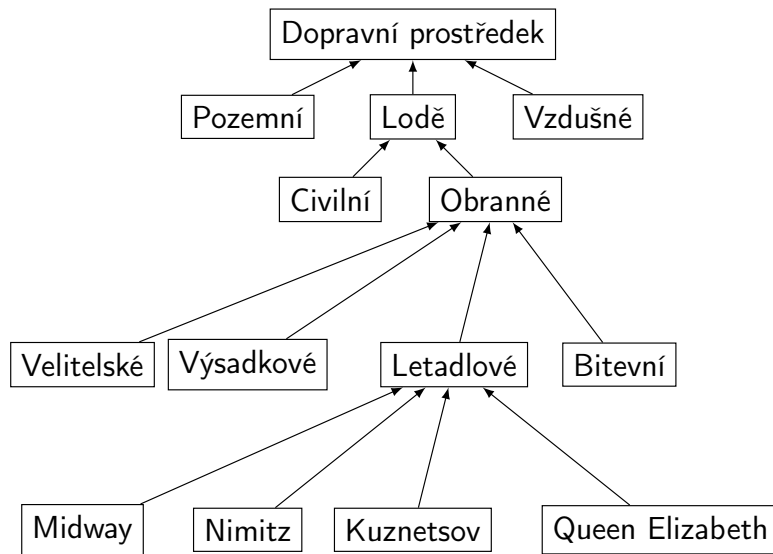 Dopravní prostředek
Pozemní
Lodě
Vzdušné
Civilní
Obranné
Velitelské
Výsadkové
Letadlové
Bitevní
Midway
Nimitz
Kuznetsov
Queen Elizabeth